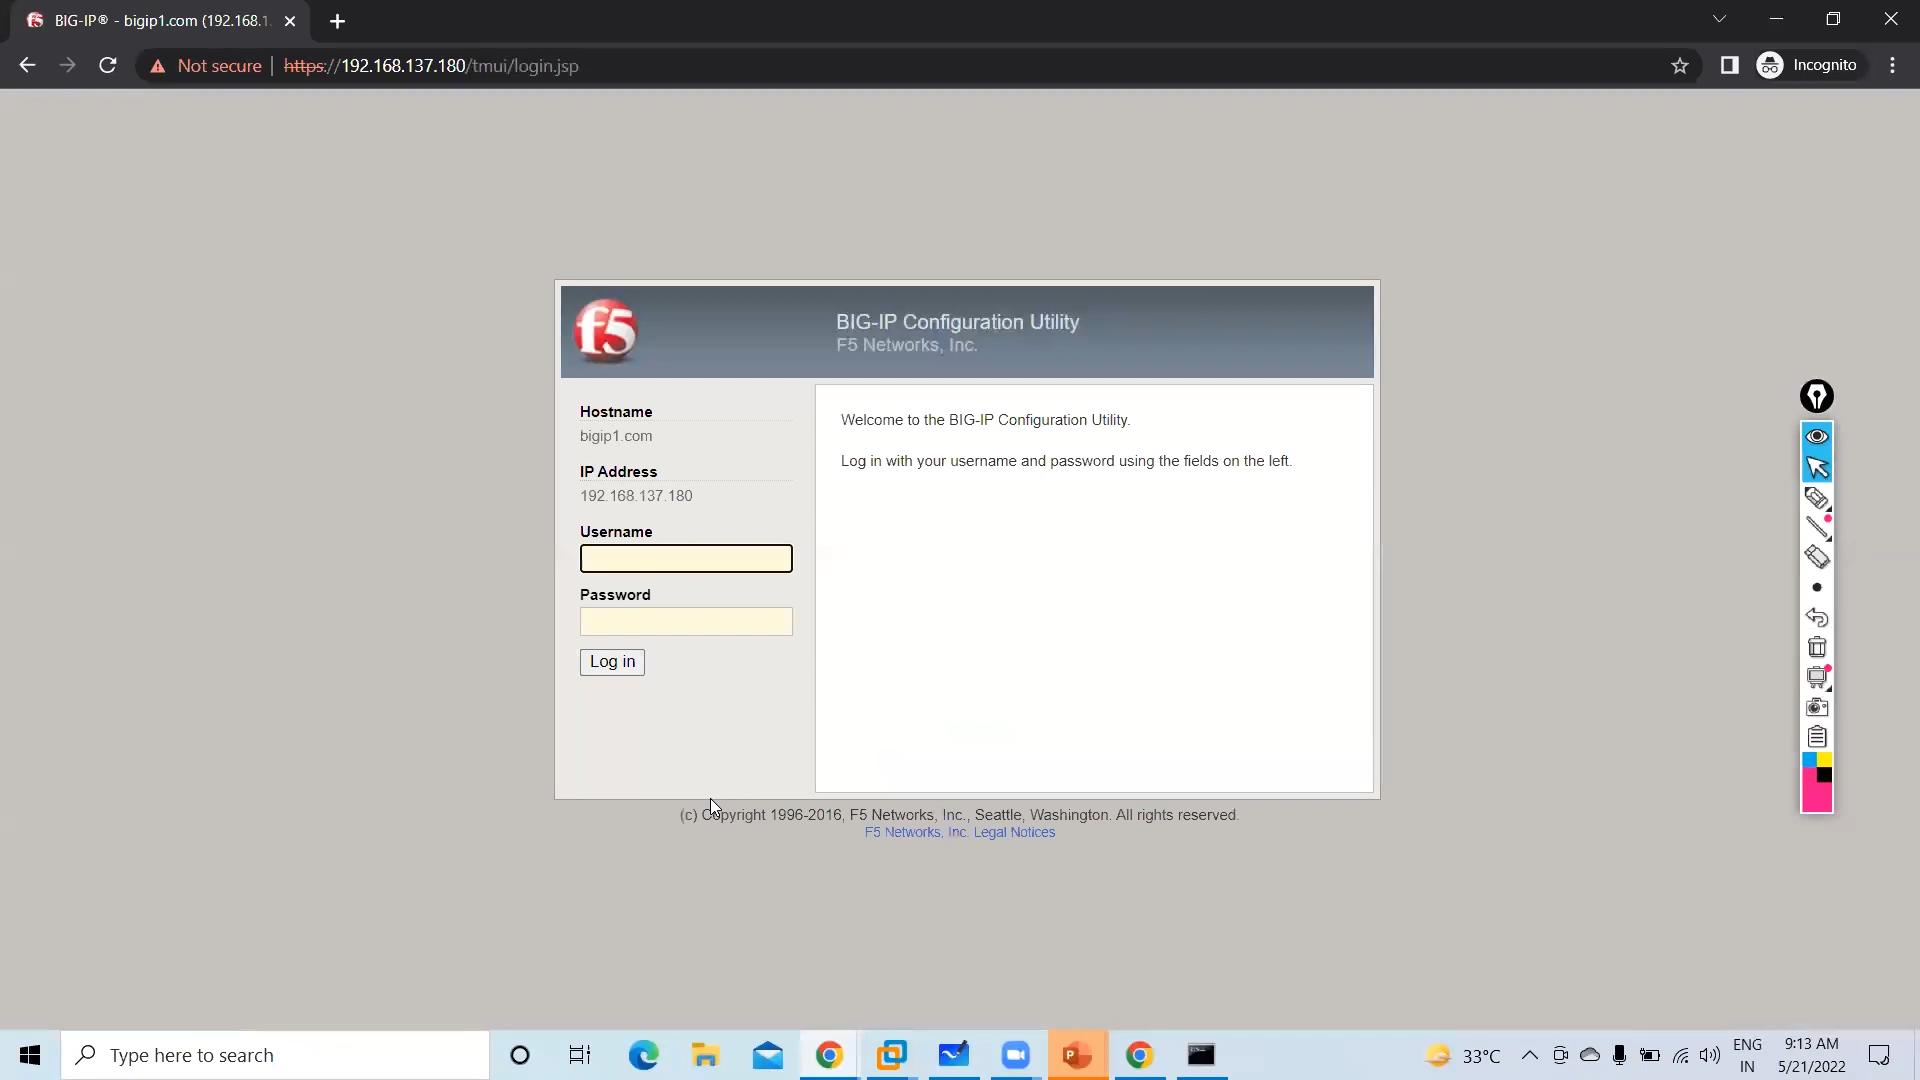 BIG-IP® - bigip1.com (192.168.1
Not secure | https://192.168.137.180/tmui/login.jsp
Incognito
f5
BIG-IP Configuration Utility
F5 Networks, Inc.
Hostname
bigip1.com
IP Address
192.168.137.180
Username
Password
Log in
Welcome to the BIG-IP Configuration Utility.
Log in with your username and password using the fields on the left.
(c) Copyright 1996-2016, F5 Networks, Inc., Seattle, Washington. All rights reserved.
F5 Networks, Inc. Legal Notices
Type here to search
33°C
ENG
IN
9:13 AM
5/21/2022